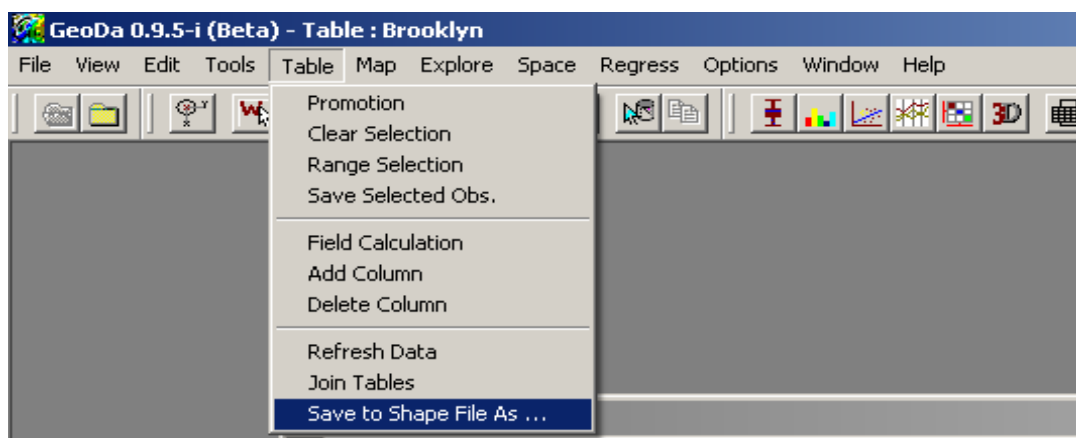 GeoDa 0.9.5-i (Beta) - Table : Brooklyn
File View Edit Tools Table Map Explore Space Regress Options Window Help
W
3D
Promotion
Clear Selection
Range Selection
Save Selected Obs.
Field Calculation
Add Column
Delete Column
Refresh Data
Join Tables
Save to Shape File As ...